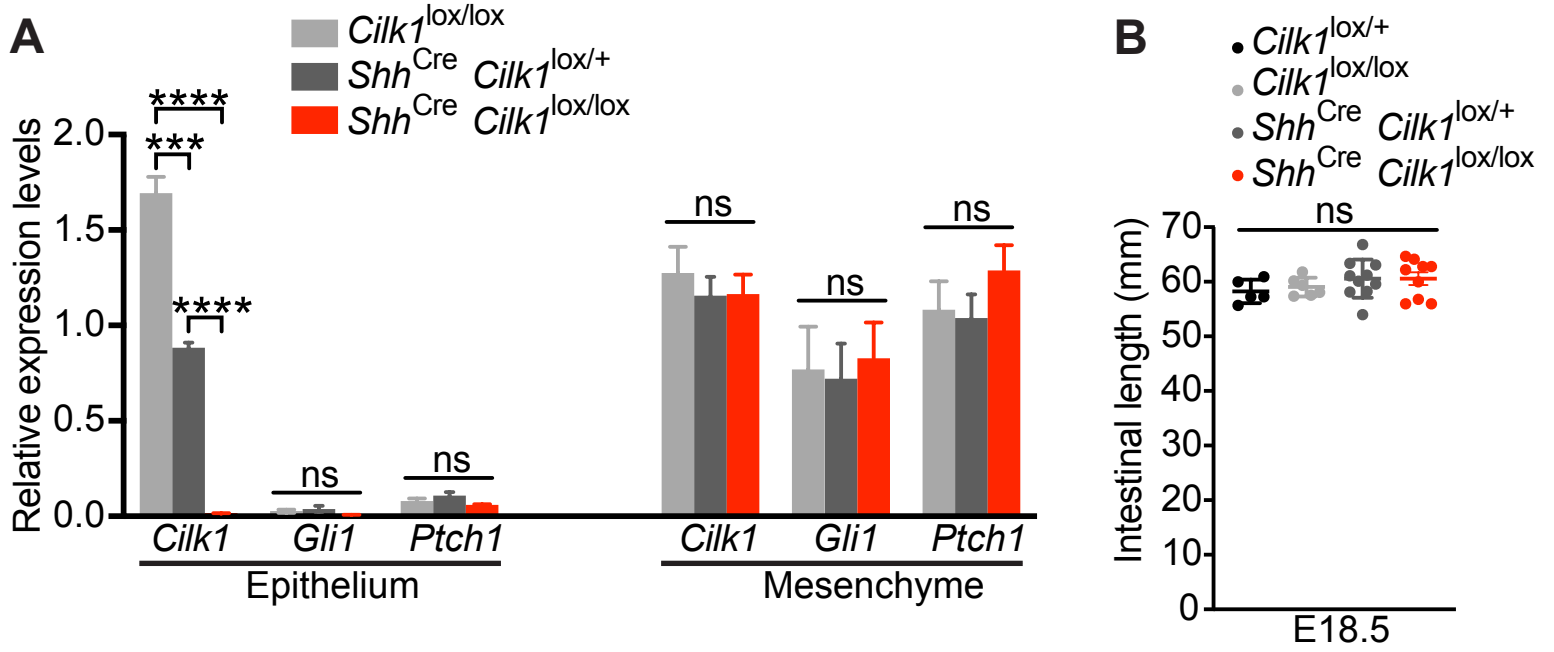 A
Cilk1lox/lox
ShhCre Cilk1lox/+
ShhCre Cilk1lox/lox
Relative expression levels
2.0
1.5
1.0
0.5
0.0
****
***
****
ns
ns
ns
ns
ns
Cilk1 Gli1 Ptch1 Cilk1 Gli1 Ptch1
Epithelium Mesenchyme
B
Cilk1lox/+
Cilk1lox/lox
ShhCre Cilk1lox/+
ShhCre Cilk1lox/lox
ns
Intestinal length (mm)
70
60
50
40
30
20
10
0
E18.5